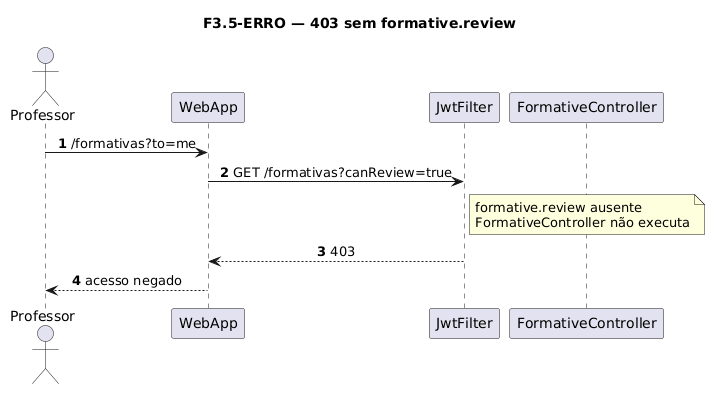 F3.5-ERRO — 403 sem formative.review
Professor
WebApp
JwtFilter
FormativeController
1 /formativas?to=me
2 GET /formativas?canReview=true
formative.review ausente
FormativeController não executa
3 403
4 acesso negado
Professor
WebApp
JwtFilter
FormativeController